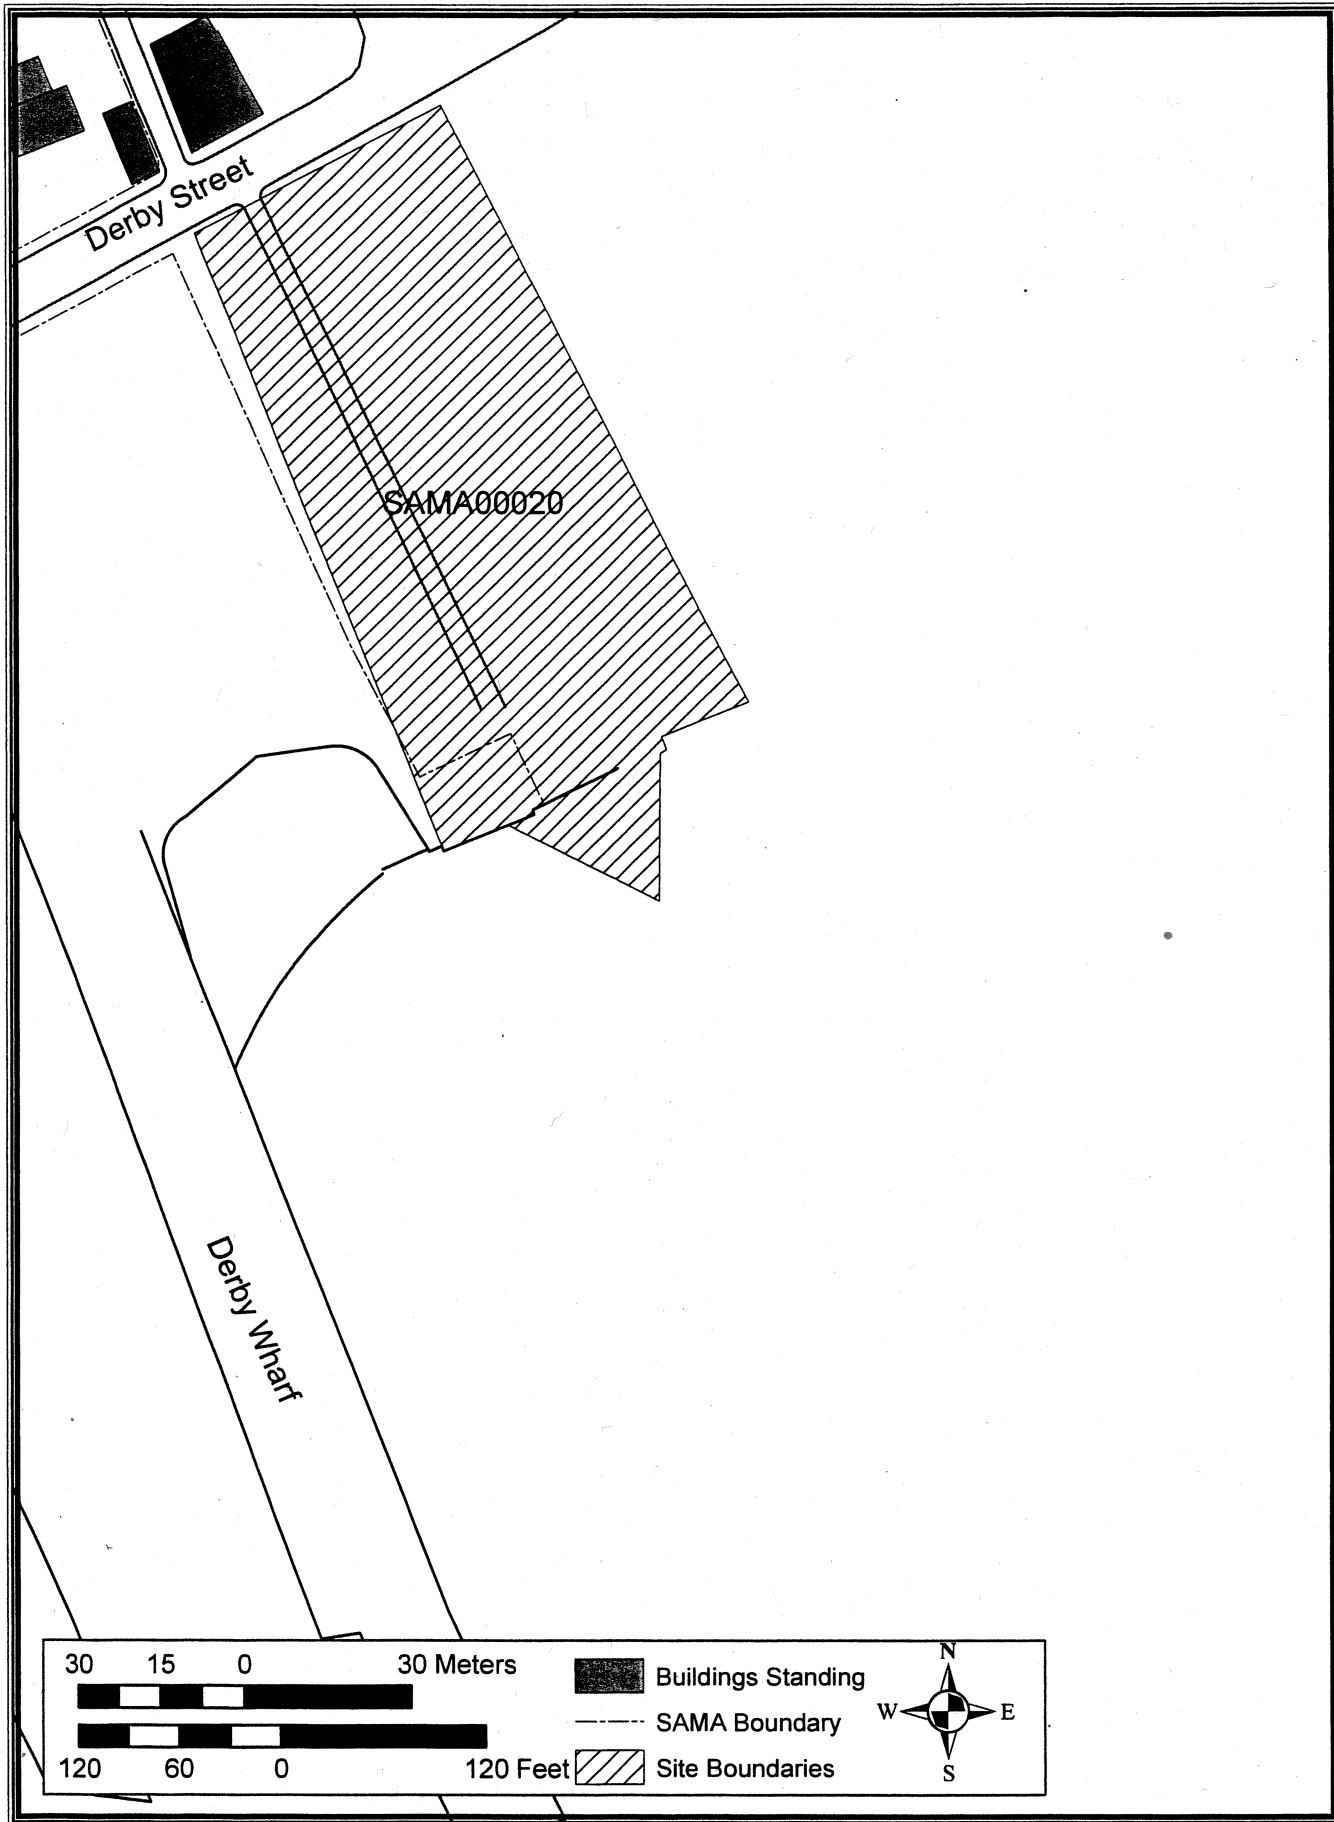 Derby Street
SAMA00020
Derby Wharf
30 15 0 30 Meters
120 60 0 120 Feet
Buildings Standing
SAMA Boundary
Site Boundaries
N
W E
S